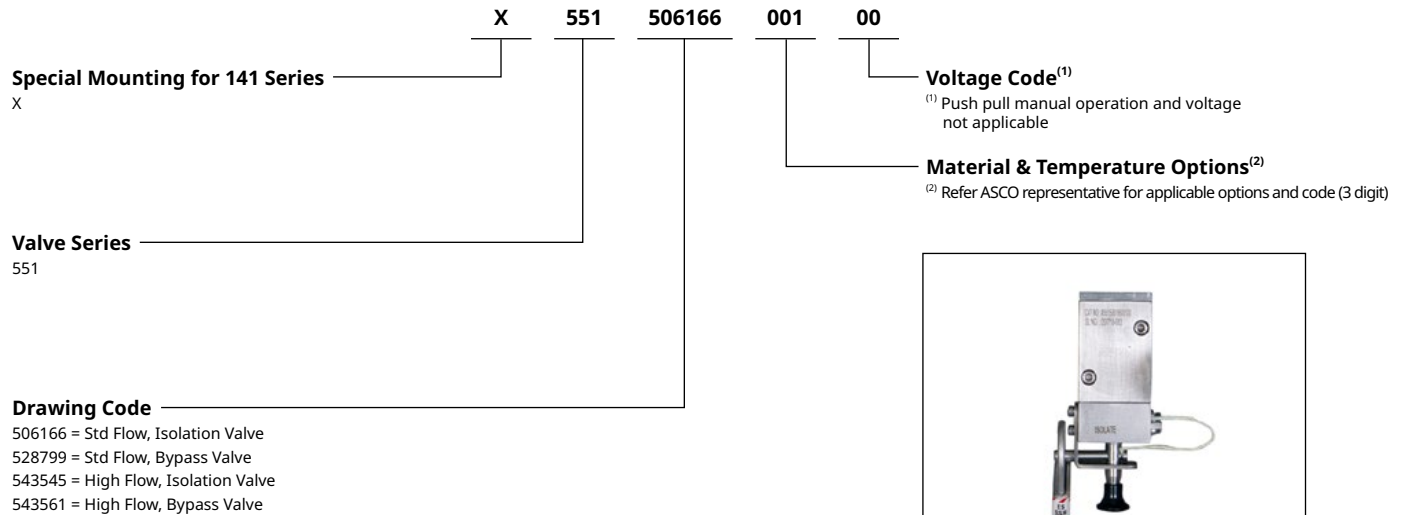 X 551 506166 001 00
Special Mounting for 141 Series
X
Voltage Code(1)
(1) Push pull manual operation and voltage
not applicable
Material & Temperature Options(2)
(2) Refer ASCO representative for applicable options and code (3 digit)
Valve Series
551
Drawing Code
506166 = Std Flow, Isolation Valve
528799 = Std Flow, Bypass Valve
543545 = High Flow, Isolation Valve
543561 = High Flow, Bypass Valve
ISOLATE